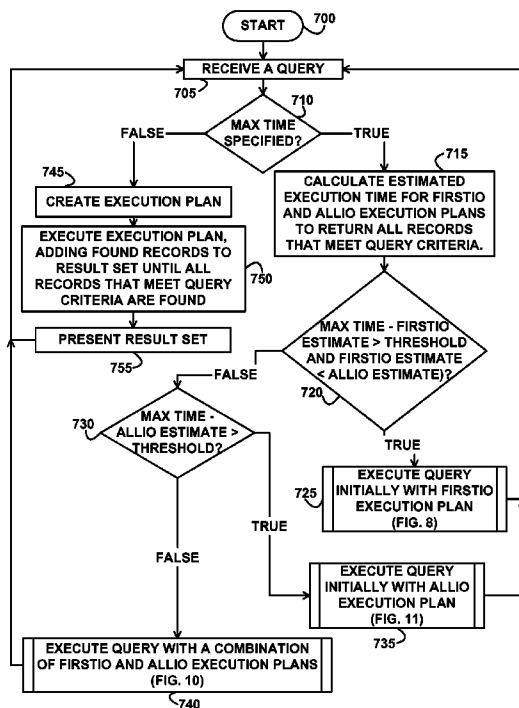 START
700
RECEIVE A QUERY
705
710
MAX TIME
SPECIFIED?
FALSE
TRUE
745
CREATE EXECUTION PLAN
715
CALCULATE ESTIMATED
EXECUTION TIME FOR FIRSTIO
AND ALLIO EXECUTION PLANS
TO RETURN ALL RECORDS
THAT MEET QUERY CRITERIA.
EXECUTE EXECUTION PLAN,
ADDING FOUND RECORDS TO
RESULT SET UNTIL ALL
RECORDS THAT MEET QUERY
CRITERIA ARE FOUND
750
PRESENT RESULT SET
755
MAX TIME - FIRSTIO
ESTIMATE > THRESHOLD
AND FIRSTIO ESTIMATE
< ALLIO ESTIMATE)?
720
FALSE
TRUE
730
MAX TIME -
ALLIO ESTIMATE >
THRESHOLD?
725
EXECUTE QUERY
INITIALLY WITH FIRSTIO
EXECUTION PLAN
(FIG. 8)
TRUE
FALSE
EXECUTE QUERY
INITIALLY WITH ALLIO
EXECUTION PLAN
(FIG. 11)
735
EXECUTE QUERY WITH A COMBINATION
OF FIRSTIO AND ALLIO EXECUTION PLANS
(FIG. 10)
740